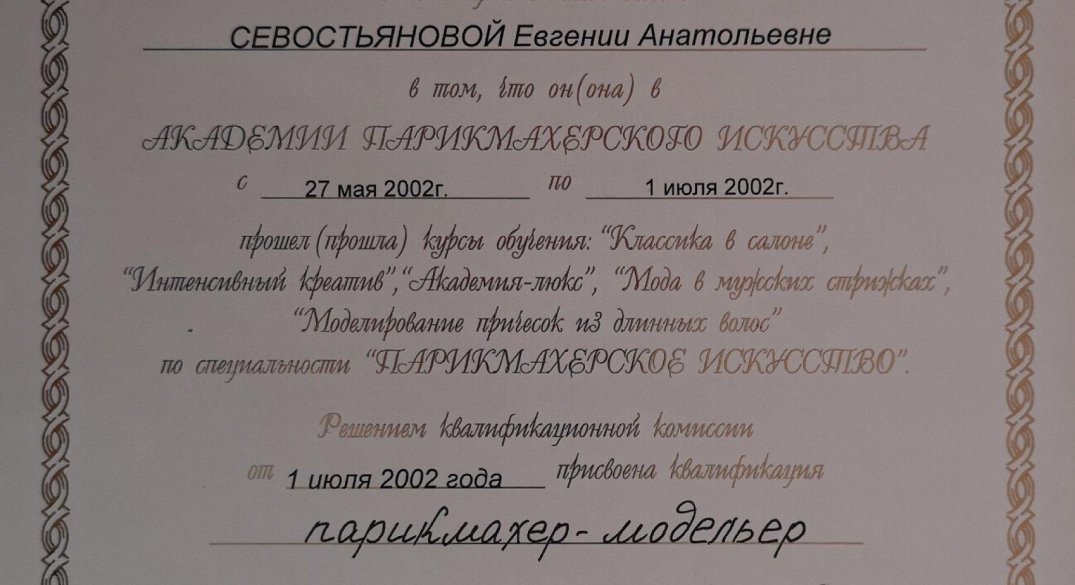 СЕВОСТЬЯНОВОЙ Евгении Анатольевне
в том, что он(она) в
АКАДЕМИИ ПАРИКМАХЕРСКОГО ИСКУССТВА
с 27 мая 2002г. по 1 июля 2002г.
прошел (прошла) курсы обучения: "Классика в салоне",
"Интенсивный креатив", "Академия-люкс", "Мода в мужских стрижках",
"Моделирование причесок из длинных волос"
по специальности "ПАРИКМАХЕРСКОЕ ИСКУССТВО".
Решением квалификационной комиссии
от 1 июля 2002 года присвоена квалификация
парикмахер - модельер